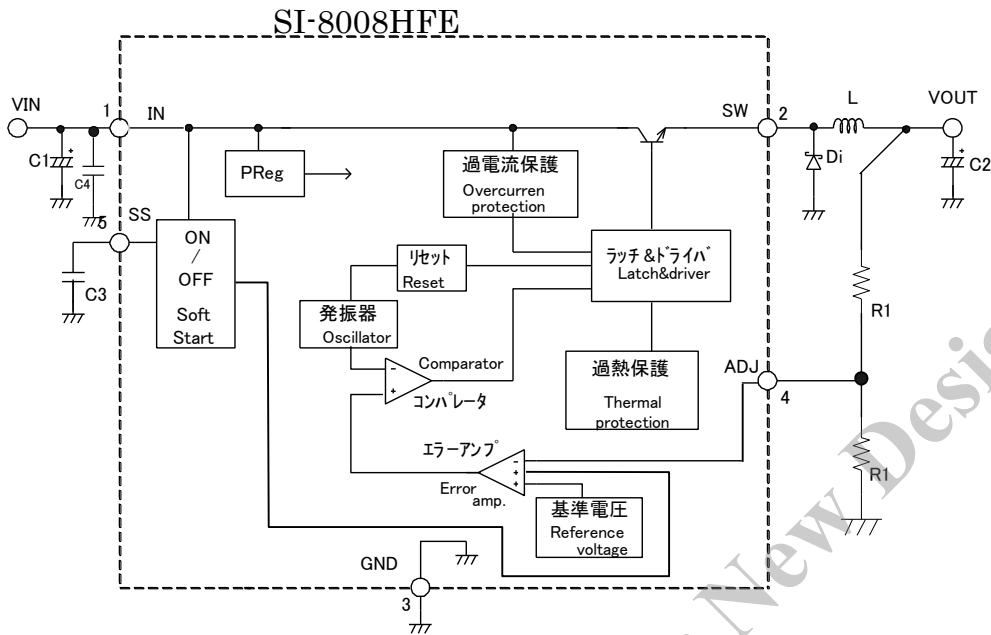 SI-8008HFE
VIN
1
IN
SW
2
L
VOUT
C1
+
C4
PReg
過電流保護
Overcurren
protection
Di
+
C2
SS
5
ON
/
OFF
Soft
Start
C3
リセット
Reset
ラッチ&ドライバ
Latch&driver
発振器
Oscillator
R1
-
+
Comparator
コンパレータ
過熱保護
Thermal
protection
ADJ
4
エラーアンプ
Error
amp.
-
+
+
基準電圧
Reference
voltage
R1
GND
3
New Desi